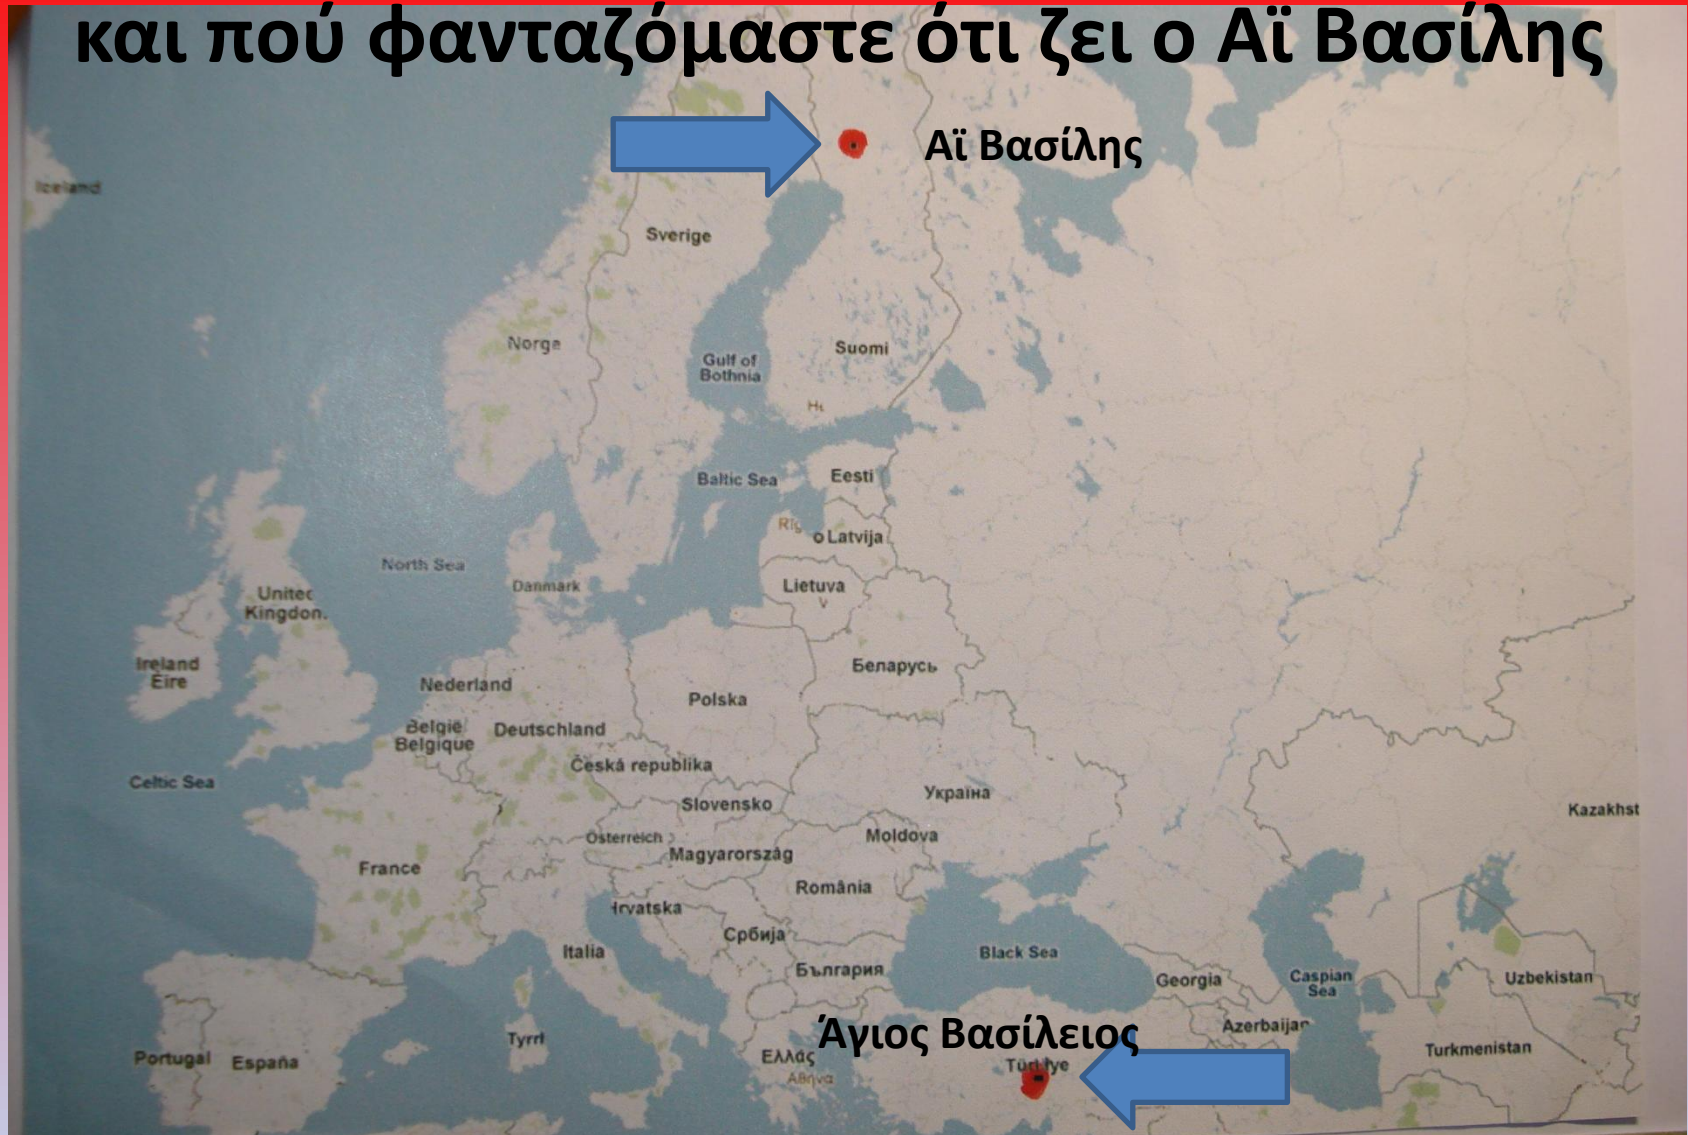 και πού φανταζόμαστε ότι ζει ο Αϊ Βασίλης
Αϊ Βασίλης
Iceland
Sverige
Norge
Suomi
Gulf of
Bothnia
Baltic Sea
Eesti
Latvija
North Sea
Danmark
Lietuva
United
Kingdon.
Ireland
Éire
Беларусь
Nederland
Polska
België
Belgique
Deutschland
Česká republika
Celtic Sea
Slovensko
Україна
Kazakhst
Österreich
Moldova
Magyarország
France
România
Hrvatska
Србија
Italia
България
Black Sea
Georgia
Caspian
Sea
Uzbekistan
Άγιος Βασίλειος
Azerbaijan
Tyrrl
Portugal
España
Ελλάς
Αθήνα
Türkiye
Turkmenistan